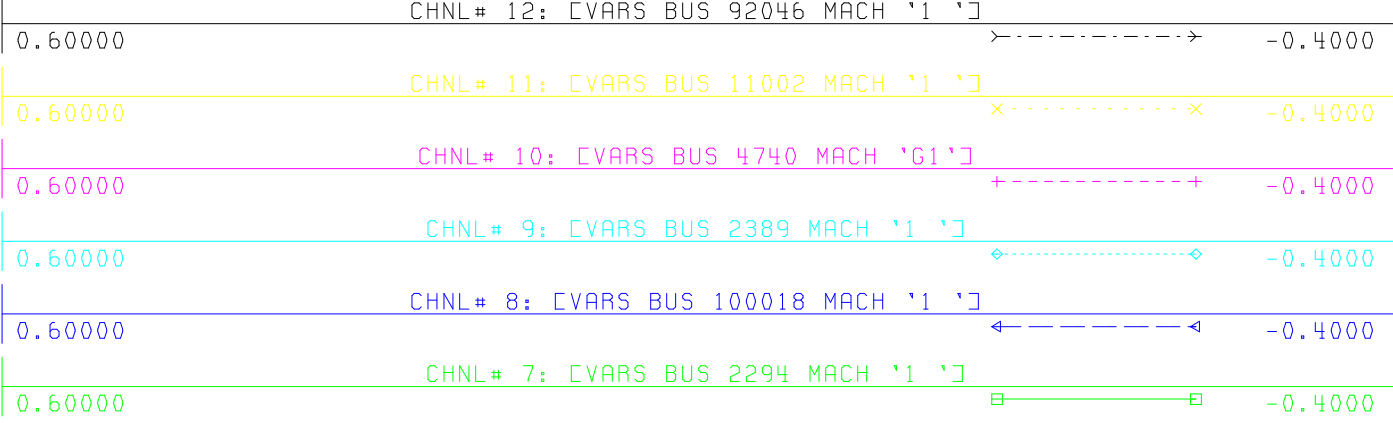 CHNL# 12: [VARS BUS 92046 MACH '1 ']
0.60000 -0.4000
CHNL# 11: [VARS BUS 11002 MACH '1 ']
0.60000 -0.4000
CHNL# 10: [VARS BUS 4740 MACH 'G1']
0.60000 -0.4000
CHNL# 9: [VARS BUS 2389 MACH '1 ']
0.60000 -0.4000
CHNL# 8: [VARS BUS 100018 MACH '1 ']
0.60000 -0.4000
CHNL# 7: [VARS BUS 2294 MACH '1 ']
0.60000 -0.4000